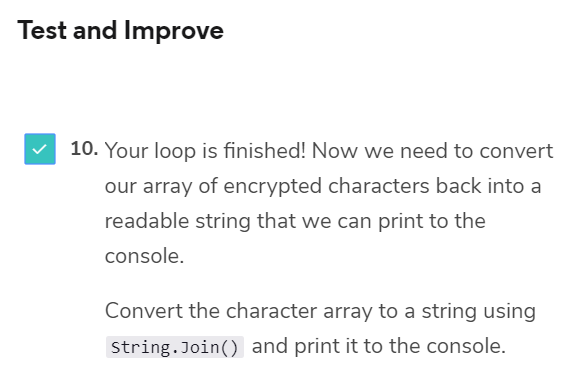 Test and Improve
10. Your loop is finished! Now we need to convert
our array of encrypted characters back into a
readable string that we can print to the
console.
Convert the character array to a string using
String.Join() and print it to the console.